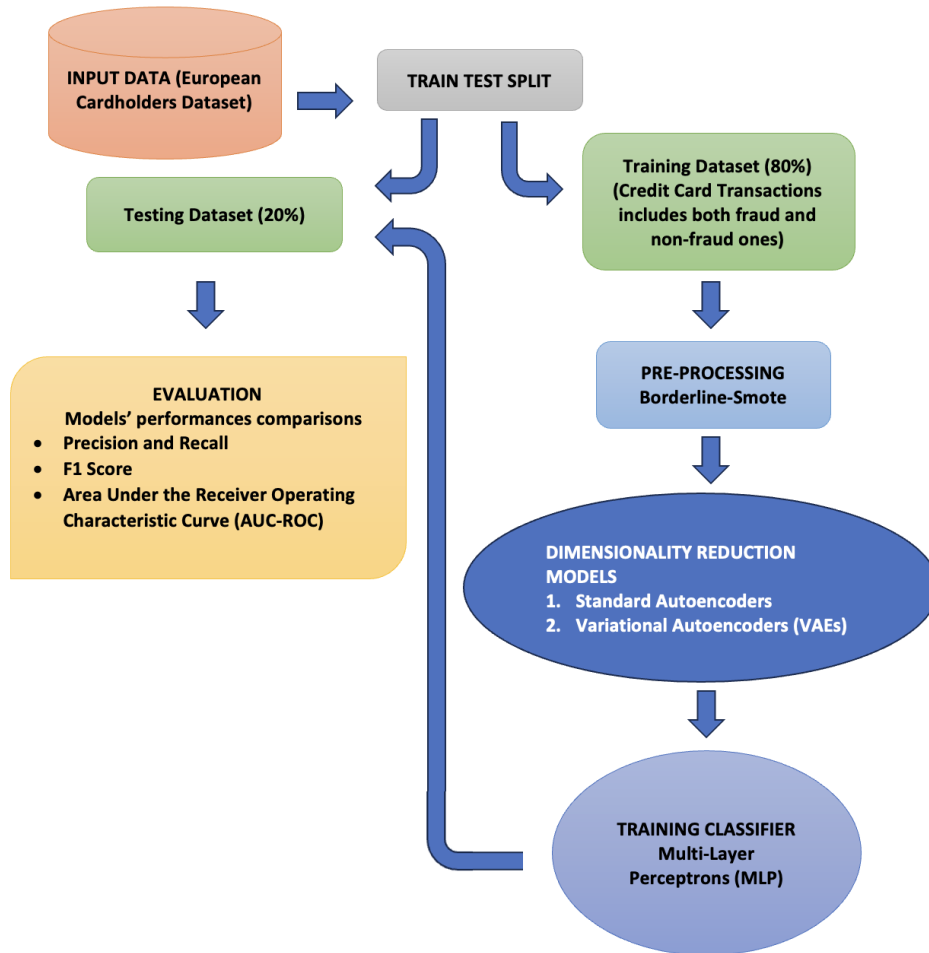 INPUT DATA (European
Cardholders Dataset)
TRAIN TEST SPLIT
Training Dataset (80%)
(Credit Card Transactions
includes both fraud and
non-fraud ones)
Testing Dataset (20%)
PRE-PROCESSING
Borderline-Smote
EVALUATION
Models’ performances comparisons
• Precision and Recall
• F1 Score
• Area Under the Receiver Operating
Characteristic Curve (AUC-ROC)
DIMENSIONALITY REDUCTION
MODELS
1. Standard Autoencoders
2. Variational Autoencoders (VAEs)
TRAINING CLASSIFIER
Multi-Layer
Perceptrons (MLP)